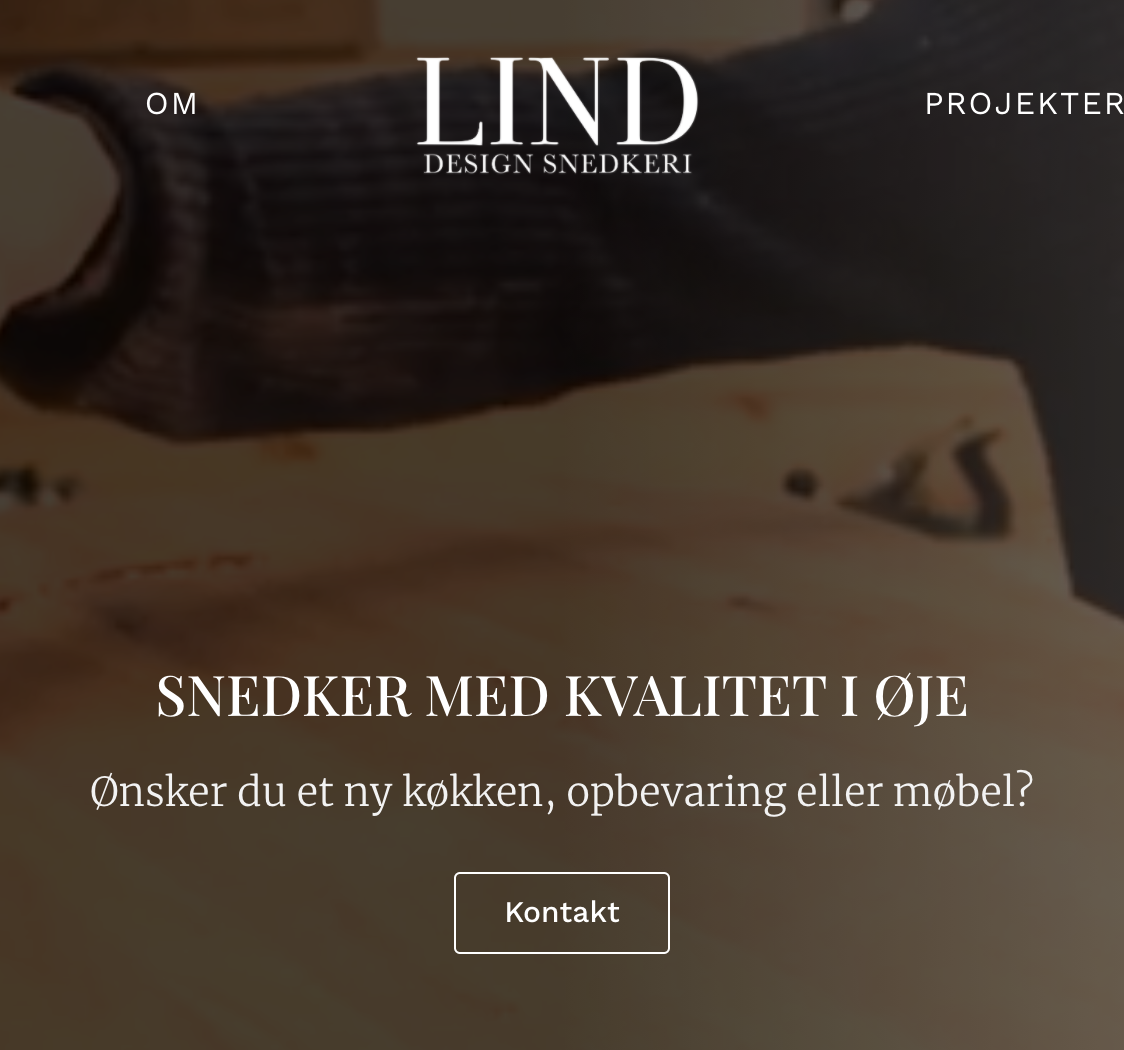 OM
LIND
DESIGN SNEDKERI
PROJEKTER
SNEDKER MED KVALITET I ØJE
Ønsker du et ny køkken, opbevaring eller møbel?
Kontakt